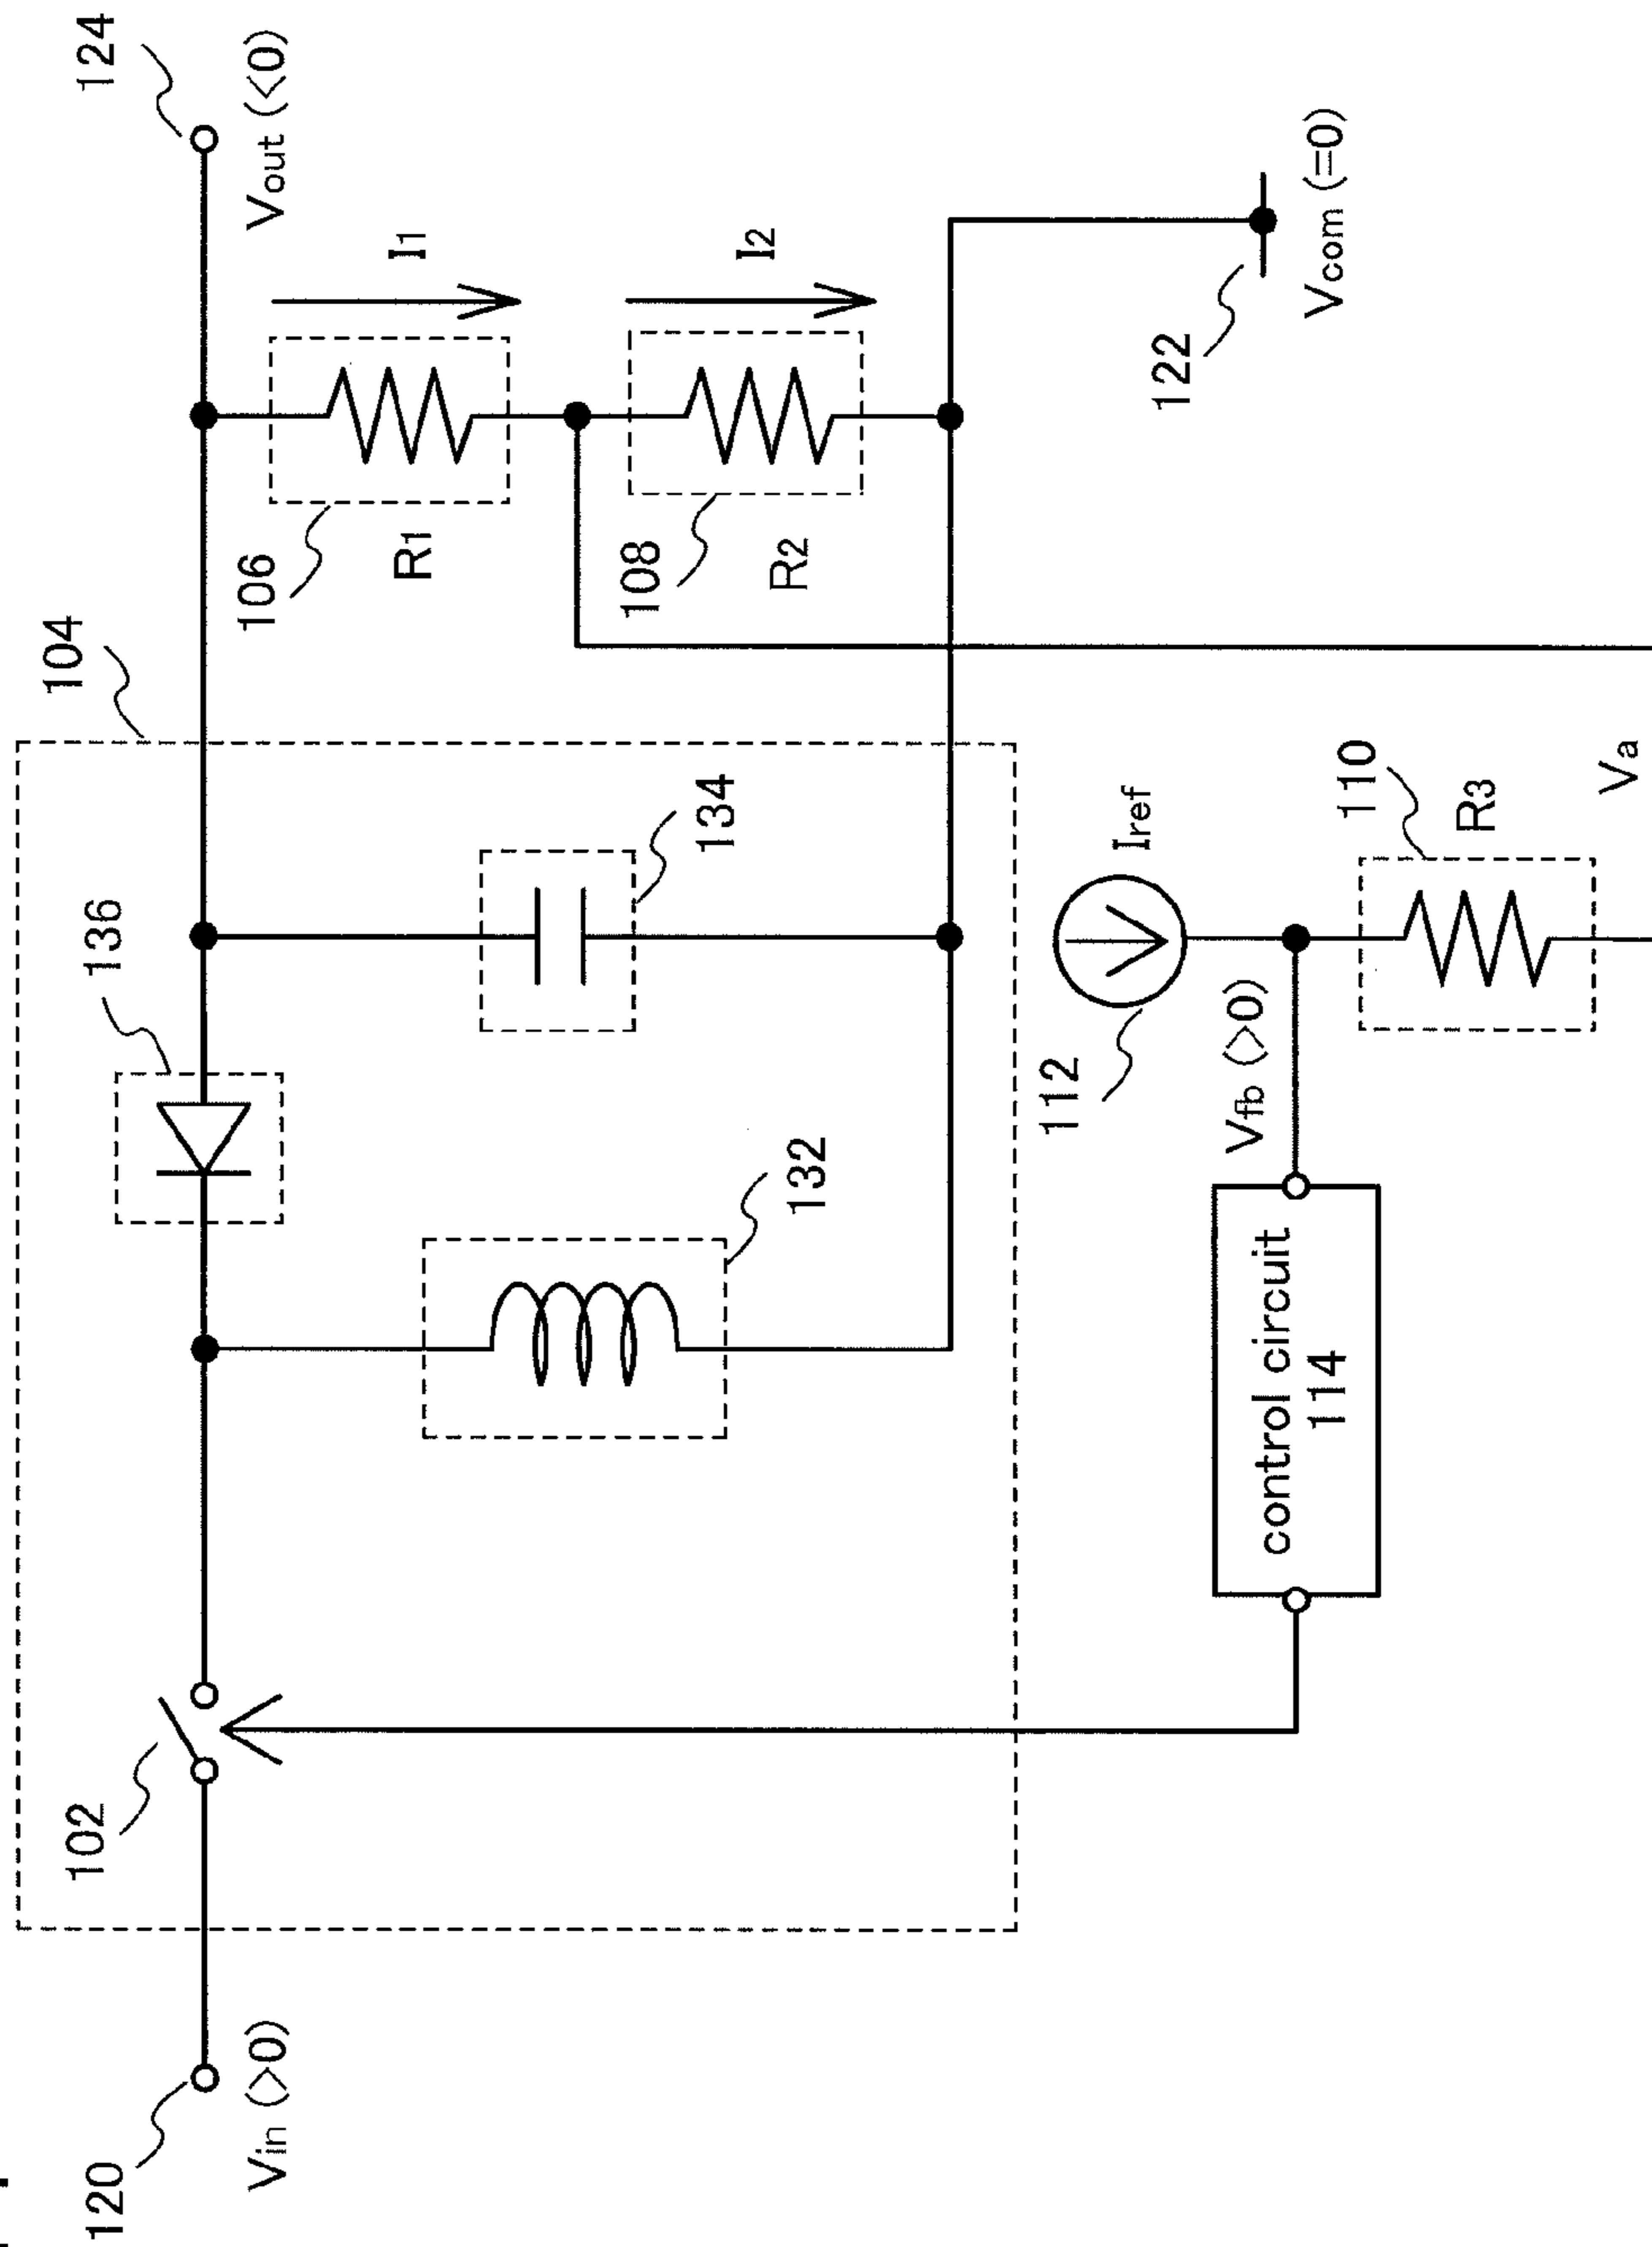 120
Vin (>0)
102
104
136
132
134
106
R1
108
R2
I1
I2
124
Vout (<0)
122
Vcom (=0)
112
Iref
Vfb (>0)
control circuit
114
110
R3
Va